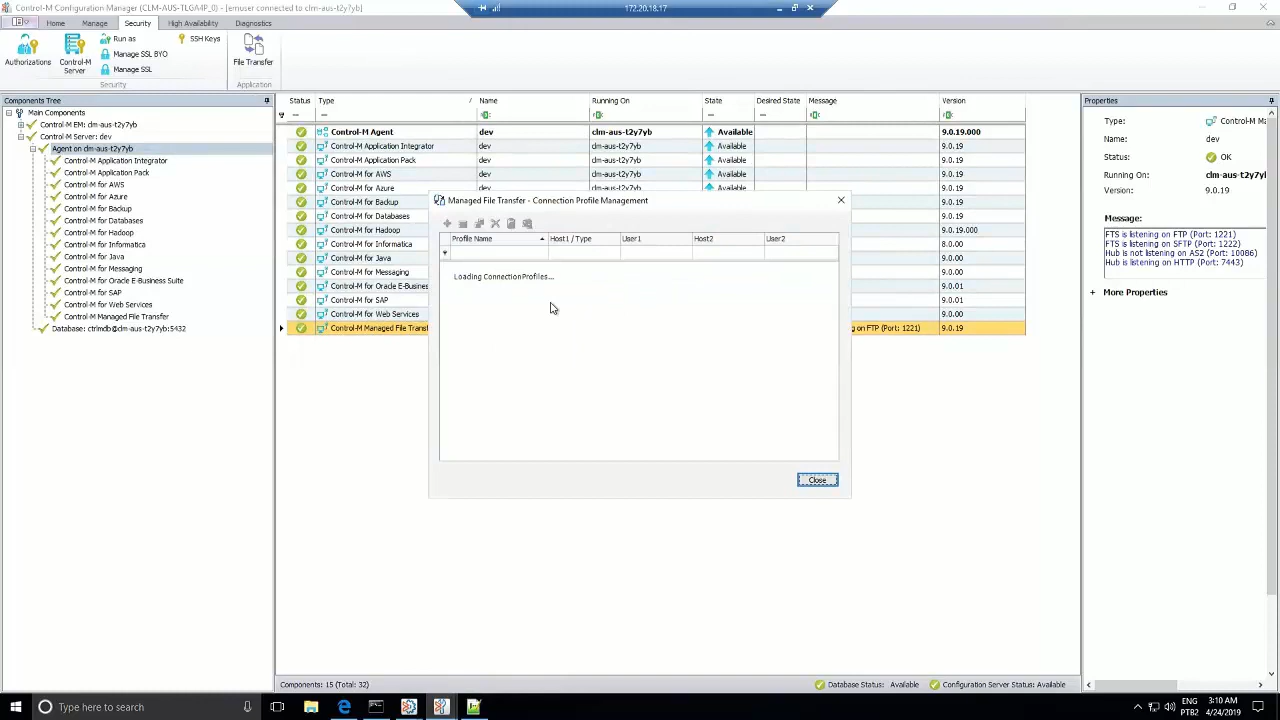 Control-M Configuration Manager (CLM-AUS-TLGA4P_0) - [emuser connected to clm-aus-t2y7yb]
172.20.18.17
Home
Manage
Security
High Availability
Diagnostics
Authorizations
Control-M
Server
Run as
Manage SSL BYO
Manage SSL
SSH Keys
File Transfer
Security
Application
Components Tree
Main Components
Control-M EM: clm-aus-t2y7yb
Control-M Server: dev
Agent on clm-aus-t2y7yb
Control-M Application Integrator
Control-M Application Pack
Control-M for AWS
Control-M for Azure
Control-M for Backup
Control-M for Databases
Control-M for Hadoop
Control-M for Informatica
Control-M for Java
Control-M for Messaging
Control-M for Oracle E-Business Suite
Control-M for SAP
Control-M for Web Services
Control-M Managed File Transfer
Database: ctrlmdb@clm-aus-t2y7yb:5432
Status Type / Name Running On State Desired State Message Version
Control-M Agent dev clm-aus-t2y7yb Available 9.0.19.000
Control-M Application Integrator dev clm-aus-t2y7yb Available 9.0.19
Control-M Application Pack dev clm-aus-t2y7yb Available 9.0.19
Control-M for AWS dev clm-aus-t2y7yb Available 9.0.19
Control-M for Azure dev clm-aus-t2y7yb Available 9.0.19
Control-M for Backup 9.0.19
Control-M for Databases 9.0.19
Control-M for Hadoop 9.0.19.000
Control-M for Informatica 8.0.00
Control-M for Java 9.0.00
Control-M for Messaging 9.0.00
Control-M for Oracle E-Busines 9.0.01
Control-M for SAP 9.0.01
Control-M for Web Services 9.0.00
Control-M Managed File Transf g on FTP (Port: 1221) 9.0.19
Managed File Transfer - Connection Profile Management
Profile Name Host1 / Type User1 Host2 User2
Loading ConnectionProfiles...
Close
Properties
Type: Control-M Ma
Name: dev
Status: OK
Running On: clm-aus-t2y7yl
Version: 9.0.19
Message:
FTS is listening on FTP (Port: 1221)
FTS is listening on SFTP (Port: 1222)
Hub is not listening on AS2 (Port: 10086)
Hub is listening on HTTP (Port: 7443)
+ More Properties
Components: 15 (Total: 32)
Database Status: Available
Configuration Server Status: Available
Type here to search
ENG
PTB2
3:10 AM
4/24/2019